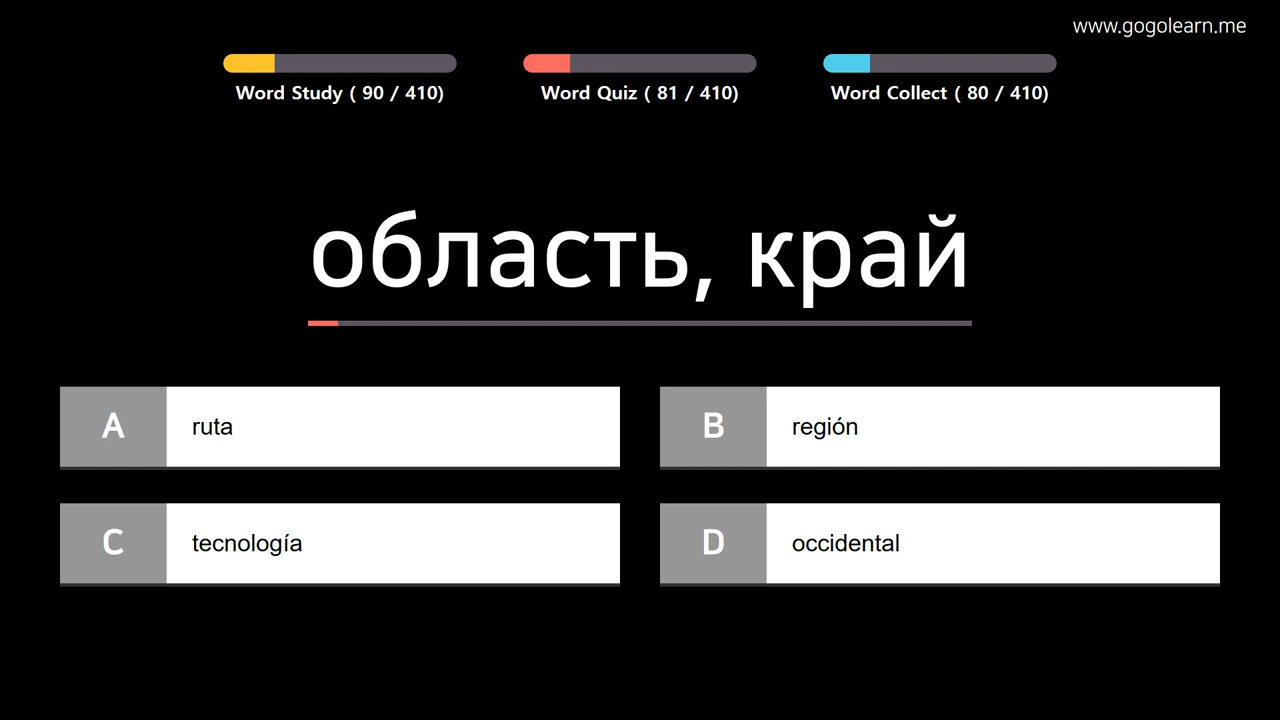 www.gogolearn.me
Word Study ( 90 / 410)
Word Quiz ( 81 / 410)
Word Collect ( 80 / 410)
область, край
A ruta
B región
C tecnología
D occidental